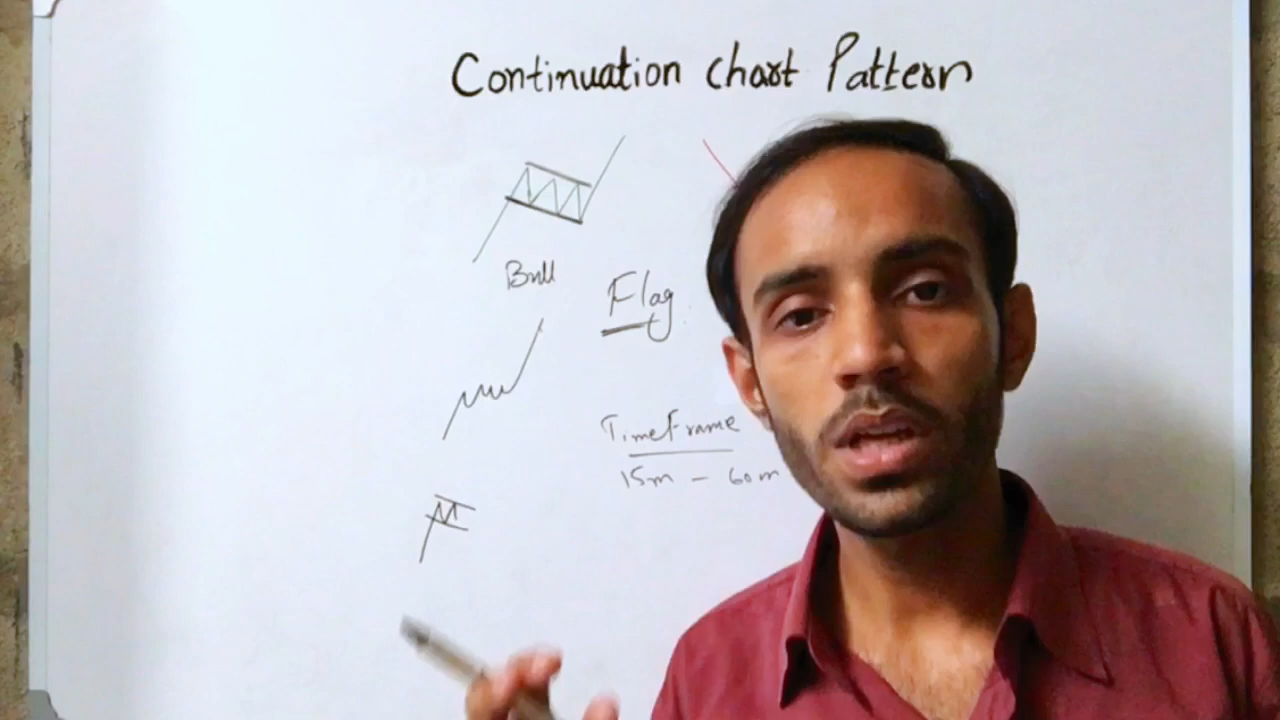 Continuation chart Pattern
Bull
Flag
TimeFrame
15m - 60m